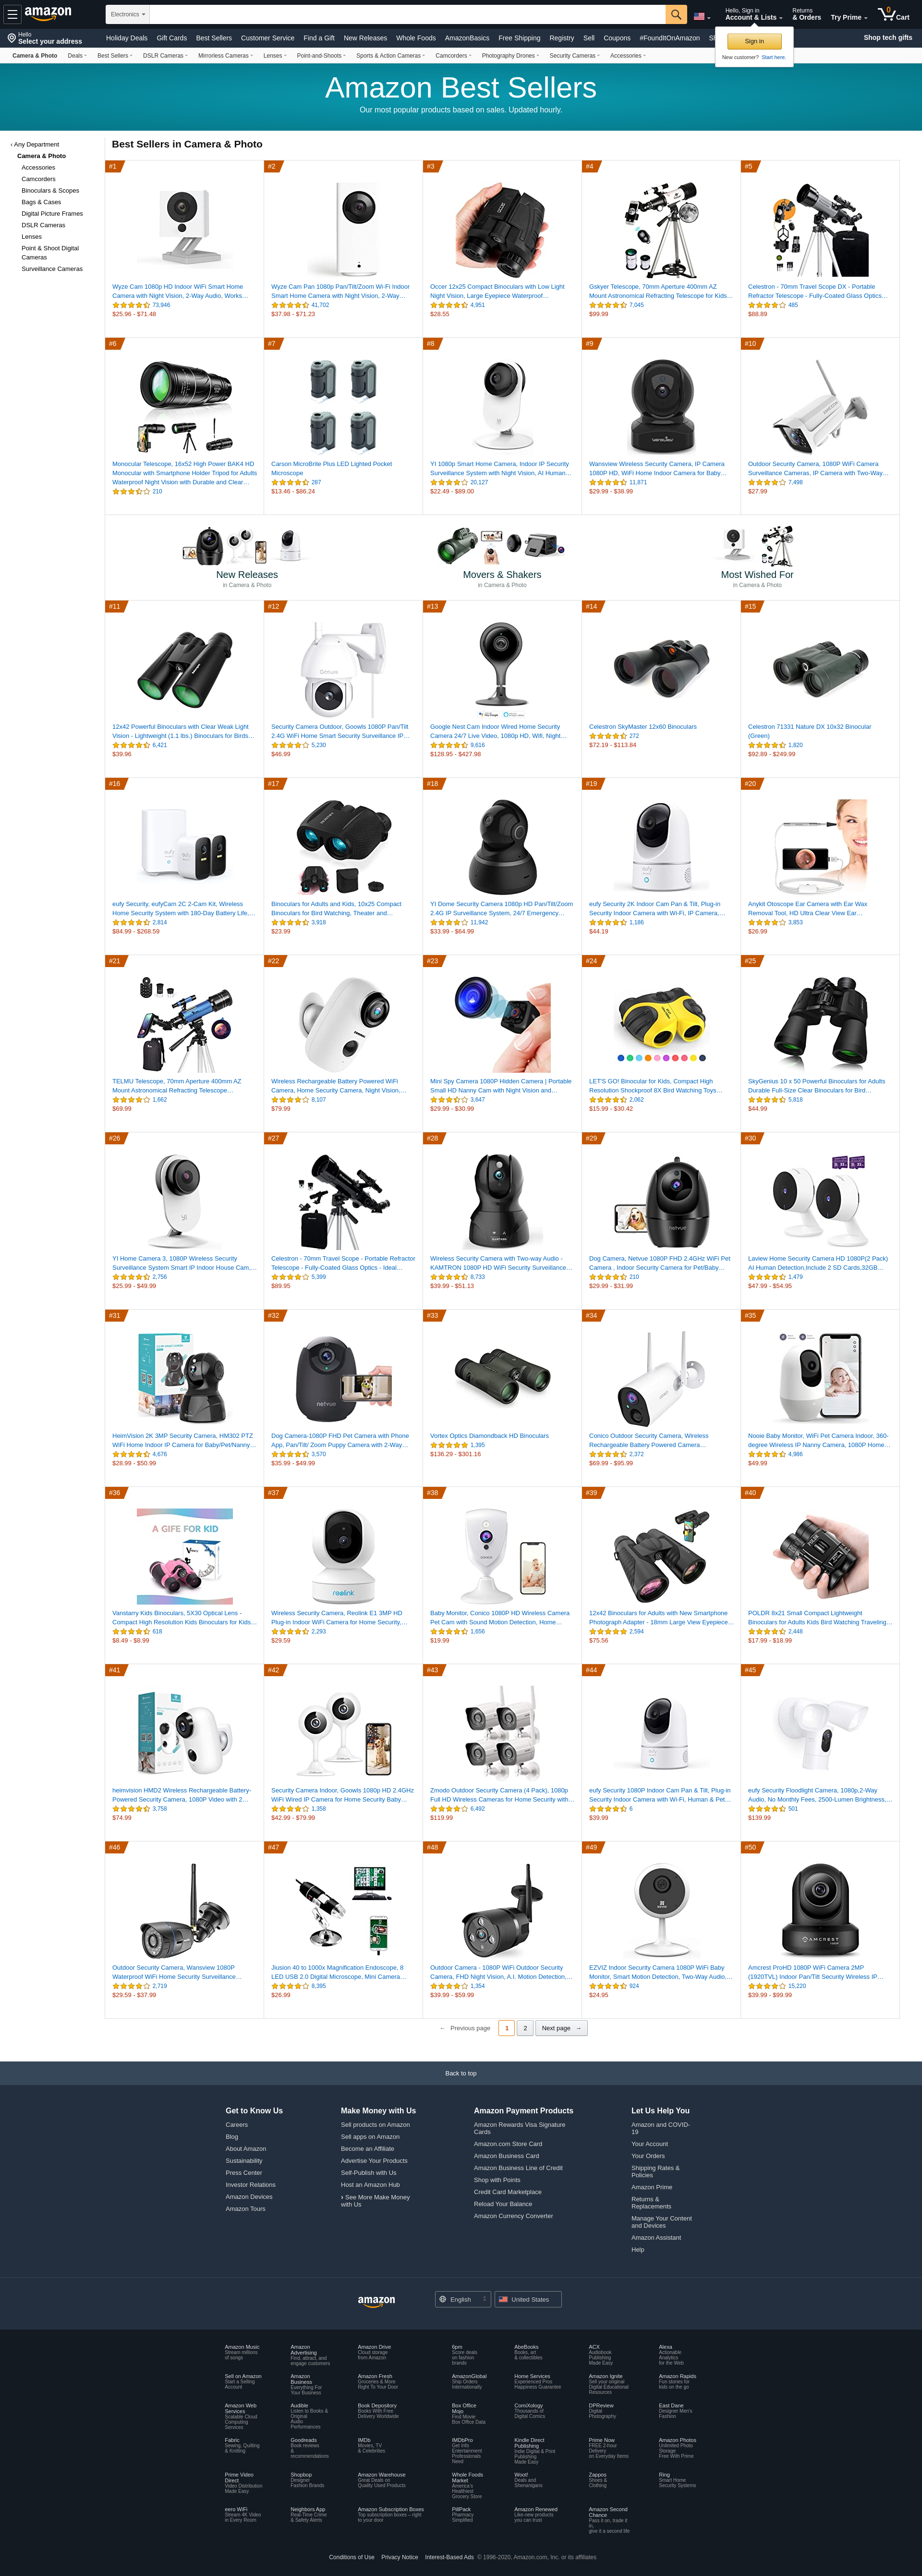 Hello
Select your address
amazon
Electronics
Hello, Sign in
Account & Lists
Returns
& Orders
Try Prime
0
Cart
Holiday Deals Gift Cards Best Sellers Customer Service Find a Gift New Releases Whole Foods AmazonBasics Free Shipping Registry Sell Coupons #FoundItOnAmazon
Shop tech gifts
Sign in
New customer? Start here.
Camera & Photo Deals Best Sellers DSLR Cameras Mirrorless Cameras Lenses Point-and-Shoots Sports & Action Cameras Camcorders Photography Drones Security Cameras Accessories
Amazon Best Sellers
Our most popular products based on sales. Updated hourly.
‹ Any Department
Camera & Photo
Accessories
Camcorders
Binoculars & Scopes
Bags & Cases
Digital Picture Frames
DSLR Cameras
Lenses
Point & Shoot Digital
Cameras
Surveillance Cameras
Best Sellers in Camera & Photo
#1
Wyze Cam 1080p HD Indoor WiFi Smart Home
Camera with Night Vision, 2-Way Audio, Works…
73,946
$25.96 - $71.48
#2
Wyze Cam Pan 1080p Pan/Tilt/Zoom Wi-Fi Indoor
Smart Home Camera with Night Vision, 2-Way…
41,702
$37.98 - $71.23
#3
Occer 12x25 Compact Binoculars with Low Light
Night Vision, Large Eyepiece Waterproof…
4,951
$28.55
#4
Gskyer Telescope, 70mm Aperture 400mm AZ
Mount Astronomical Refracting Telescope for Kids…
7,045
$99.99
#5
Celestron - 70mm Travel Scope DX - Portable
Refractor Telescope - Fully-Coated Glass Optics…
485
$88.89
#6
Monocular Telescope, 16x52 High Power BAK4 HD
Monocular with Smartphone Holder Tripod for Adults
Waterproof Night Vision with Durable and Clear…
210
#7
Carson MicroBrite Plus LED Lighted Pocket
Microscope
287
$13.46 - $86.24
#8
YI 1080p Smart Home Camera, Indoor IP Security
Surveillance System with Night Vision, AI Human…
20,127
$22.49 - $89.00
#9
Wansview Wireless Security Camera, IP Camera
1080P HD, WiFi Home Indoor Camera for Baby…
11,871
$29.99 - $38.99
#10
Outdoor Security Camera, 1080P WiFi Camera
Surveillance Cameras, IP Camera with Two-Way…
7,498
$27.99
New Releases
in Camera & Photo
Movers & Shakers
in Camera & Photo
Most Wished For
in Camera & Photo
#11
12x42 Powerful Binoculars with Clear Weak Light
Vision - Lightweight (1.1 lbs.) Binoculars for Birds…
6,421
$39.96
#12
Security Camera Outdoor, Goowls 1080P Pan/Tilt
2.4G WiFi Home Smart Security Surveillance IP…
5,230
$46.99
#13
Google Nest Cam Indoor Wired Home Security
Camera 24/7 Live Video, 1080p HD, Wifi, Night…
9,616
$128.95 - $427.98
#14
Celestron SkyMaster 12x60 Binoculars
272
$72.19 - $113.84
#15
Celestron 71331 Nature DX 10x32 Binocular
(Green)
1,820
$92.89 - $249.99
#16
eufy Security, eufyCam 2C 2-Cam Kit, Wireless
Home Security System with 180-Day Battery Life,…
2,814
$84.99 - $268.59
#17
Binoculars for Adults and Kids, 10x25 Compact
Binoculars for Bird Watching, Theater and…
3,918
$23.99
#18
YI Dome Security Camera 1080p HD Pan/Tilt/Zoom
2.4G IP Surveillance System, 24/7 Emergency…
11,942
$33.99 - $64.99
#19
eufy Security 2K Indoor Cam Pan & Tilt, Plug-in
Security Indoor Camera with Wi-Fi, IP Camera,…
1,186
$44.19
#20
Anykit Otoscope Ear Camera with Ear Wax
Removal Tool, HD Ultra Clear View Ear…
3,853
$26.99
#21
TELMU Telescope, 70mm Aperture 400mm AZ
Mount Astronomical Refracting Telescope…
1,662
$69.99
#22
Wireless Rechargeable Battery Powered WiFi
Camera, Home Security Camera, Night Vision,…
8,107
$79.99
#23
Mini Spy Camera 1080P Hidden Camera | Portable
Small HD Nanny Cam with Night Vision and…
3,647
$29.99 - $30.99
#24
LET'S GO! Binocular for Kids, Compact High
Resolution Shockproof 8X Bird Watching Toys…
2,062
$15.99 - $30.42
#25
SkyGenius 10 x 50 Powerful Binoculars for Adults
Durable Full-Size Clear Binoculars for Bird…
5,818
$44.99
#26
YI Home Camera 3, 1080P Wireless Security
Surveillance System Smart IP Indoor House Cam,…
2,756
$25.99 - $49.99
#27
Celestron - 70mm Travel Scope - Portable Refractor
Telescope - Fully-Coated Glass Optics - Ideal…
5,399
$89.95
#28
Wireless Security Camera with Two-way Audio -
KAMTRON 1080P HD WiFi Security Surveillance…
8,733
$39.99 - $51.13
#29
Dog Camera, Netvue 1080P FHD 2.4GHz WiFi Pet
Camera , Indoor Security Camera for Pet/Baby…
210
$29.99 - $31.99
#30
Laview Home Security Camera HD 1080P(2 Pack)
AI Human Detection,Include 2 SD Cards,32GB…
1,479
$47.99 - $54.95
#31
HeimVision 2K 3MP Security Camera, HM302 PTZ
WiFi Home Indoor IP Camera for Baby/Pet/Nanny…
4,676
$28.99 - $50.99
#32
netvue
Dog Camera-1080P FHD Pet Camera with Phone
App, Pan/Tilt/ Zoom Puppy Camera with 2-Way…
3,570
$35.99 - $49.99
#33
Vortex Optics Diamondback HD Binoculars
1,395
$136.29 - $301.16
#34
Conico Outdoor Security Camera, Wireless
Rechargeable Battery Powered Camera…
2,372
$69.99 - $95.99
#35
Nooie Baby Monitor, WiFi Pet Camera Indoor, 360-
degree Wireless IP Nanny Camera, 1080P Home…
4,986
$49.99
#36
A GIFE FOR KID
Vanstarry Kids Binoculars, 5X30 Optical Lens -
Compact High Resolution Kids Binoculars for Kids…
618
$8.49 - $8.99
#37
reolink
Wireless Security Camera, Reolink E1 3MP HD
Plug-in Indoor WiFi Camera for Home Security,…
2,293
$29.59
#38
Baby Monitor, Conico 1080P HD Wireless Camera
Pet Cam with Sound Motion Detection, Home…
1,656
$19.99
#39
12x42 Binoculars for Adults with New Smartphone
Photograph Adapter - 18mm Large View Eyepiece…
2,594
$75.56
#40
POLDR 8x21 Small Compact Lightweight
Binoculars for Adults Kids Bird Watching Traveling…
2,448
$17.99 - $18.99
#41
heimvision HMD2 Wireless Rechargeable Battery-
Powered Security Camera, 1080P Video with 2…
3,758
$74.99
#42
Security Camera Indoor, Goowls 1080p HD 2.4GHz
WiFi Wired IP Camera for Home Security Baby…
1,358
$42.99 - $79.99
#43
Zmodo Outdoor Security Camera (4 Pack), 1080p
Full HD Wireless Cameras for Home Security with…
6,492
$119.99
#44
eufy Security 1080P Indoor Cam Pan & Tilt, Plug-in
Security Indoor Camera with Wi-Fi, Human & Pet…
6
$39.99
#45
eufy Security Floodlight Camera, 1080p,2-Way
Audio, No Monthly Fees, 2500-Lumen Brightness,…
501
$139.99
#46
Outdoor Security Camera, Wansview 1080P
Waterproof WiFi Home Security Surveillance…
2,719
$29.59 - $37.99
#47
Jiusion 40 to 1000x Magnification Endoscope, 8
LED USB 2.0 Digital Microscope, Mini Camera…
8,395
$26.99
#48
Outdoor Camera - 1080P WiFi Outdoor Security
Camera, FHD Night Vision, A.I. Motion Detection,…
1,354
$39.99 - $59.99
#49
EZVIZ Indoor Security Camera 1080P WiFi Baby
Monitor, Smart Motion Detection, Two-Way Audio,…
924
$24.95
#50
AMCREST
Amcrest ProHD 1080P WiFi Camera 2MP
(1920TVL) Indoor Pan/Tilt Security Wireless IP…
15,220
$39.99 - $99.99
← Previous page 1 2 Next page →
Back to top
Get to Know Us
Careers
Blog
About Amazon
Sustainability
Press Center
Investor Relations
Amazon Devices
Amazon Tours
Make Money with Us
Sell products on Amazon
Sell apps on Amazon
Become an Affiliate
Advertise Your Products
Self-Publish with Us
Host an Amazon Hub
› See More Make Money
with Us
Amazon Payment Products
Amazon Rewards Visa Signature
Cards
Amazon.com Store Card
Amazon Business Card
Amazon Business Line of Credit
Shop with Points
Credit Card Marketplace
Reload Your Balance
Amazon Currency Converter
Let Us Help You
Amazon and COVID-
19
Your Account
Your Orders
Shipping Rates &
Policies
Amazon Prime
Returns &
Replacements
Manage Your Content
and Devices
Amazon Assistant
Help
amazon
English
United States
Amazon Music
Stream millions
of songs
Amazon
Advertising
Find, attract, and
engage customers
Amazon Drive
Cloud storage
from Amazon
6pm
Score deals
on fashion
brands
AbeBooks
Books, art
& collectibles
ACX
Audiobook
Publishing
Made Easy
Alexa
Actionable
Analytics
for the Web
Sell on Amazon
Start a Selling
Account
Amazon
Business
Everything For
Your Business
Amazon Fresh
Groceries & More
Right To Your Door
AmazonGlobal
Ship Orders
Internationally
Home Services
Experienced Pros
Happiness Guarantee
Amazon Ignite
Sell your original
Digital Educational
Resources
Amazon Rapids
Fun stories for
kids on the go
Amazon Web
Services
Scalable Cloud
Computing
Services
Audible
Listen to Books &
Original
Audio
Performances
Book Depository
Books With Free
Delivery Worldwide
Box Office
Mojo
Find Movie
Box Office Data
ComiXology
Thousands of
Digital Comics
DPReview
Digital
Photography
East Dane
Designer Men's
Fashion
Fabric
Sewing, Quilting
& Knitting
Goodreads
Book reviews
&
recommendations
IMDb
Movies, TV
& Celebrities
IMDbPro
Get Info
Entertainment
Professionals
Need
Kindle Direct
Publishing
Indie Digital & Print
Publishing
Made Easy
Prime Now
FREE 2-hour
Delivery
on Everyday Items
Amazon Photos
Unlimited Photo
Storage
Free With Prime
Prime Video
Direct
Video Distribution
Made Easy
Shopbop
Designer
Fashion Brands
Amazon Warehouse
Great Deals on
Quality Used Products
Whole Foods
Market
America's
Healthiest
Grocery Store
Woot!
Deals and
Shenanigans
Zappos
Shoes &
Clothing
Ring
Smart Home
Security Systems
eero WiFi
Stream 4K Video
in Every Room
Neighbors App
Real-Time Crime
& Safety Alerts
Amazon Subscription Boxes
Top subscription boxes – right
to your door
PillPack
Pharmacy
Simplified
Amazon Renewed
Like-new products
you can trust
Amazon Second
Chance
Pass it on, trade it
in,
give it a second life
Conditions of Use Privacy Notice Interest-Based Ads © 1996-2020, Amazon.com, Inc. or its affiliates